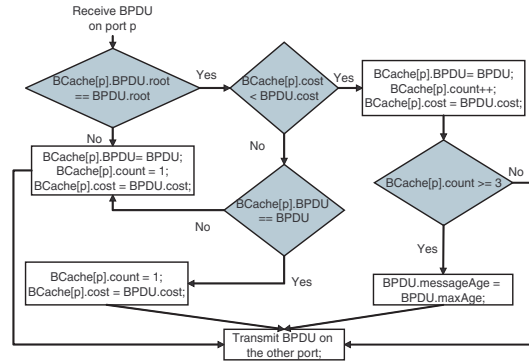 Receive BPDU
on port p
BCache[p].BPDU.root
== BPDU.root
Yes
BCache[p].cost
< BPDU.cost
Yes
BCache[p].BPDU= BPDU;
BCache[p].count++;
BCache[p].cost = BPDU.cost;
No
No
BCache[p].BPDU= BPDU;
BCache[p].count = 1;
BCache[p].cost = BPDU.cost;
BCache[p].count >= 3
No
BCache[p].BPDU
== BPDU
No
Yes
Yes
BCache[p].count = 1;
BCache[p].cost = BPDU.cost;
BPDU.messageAge =
BPDU.maxAge;
Transmit BPDU on
the other port;